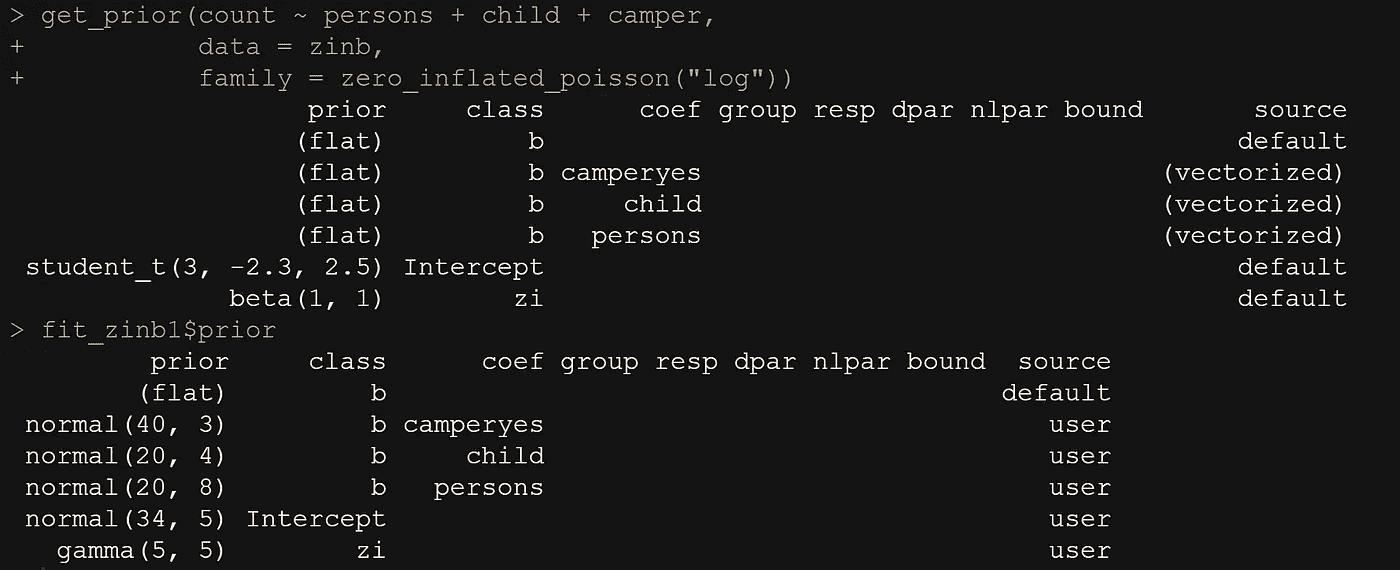 > get_prior(count ~ persons + child + camper,
+           data = zinb,
+           family = zero_inflated_poisson("log"))
                   prior     class      coef group resp dpar nlpar bound       source
                  (flat)         b                                            default
                  (flat)         b camperyes                             (vectorized)
                  (flat)         b     child                             (vectorized)
                  (flat)         b   persons                             (vectorized)
 student_t(3, -2.3, 2.5) Intercept                                            default
              beta(1, 1)        zi                                            default
> fit_zinb1$prior
         prior     class      coef group resp dpar nlpar bound  source
        (flat)         b                                       default
 normal(40, 3)         b camperyes                                user
 normal(20, 4)         b     child                                user
 normal(20, 8)         b   persons                                user
 normal(34, 5) Intercept                                          user
   gamma(5, 5)        zi                                          user